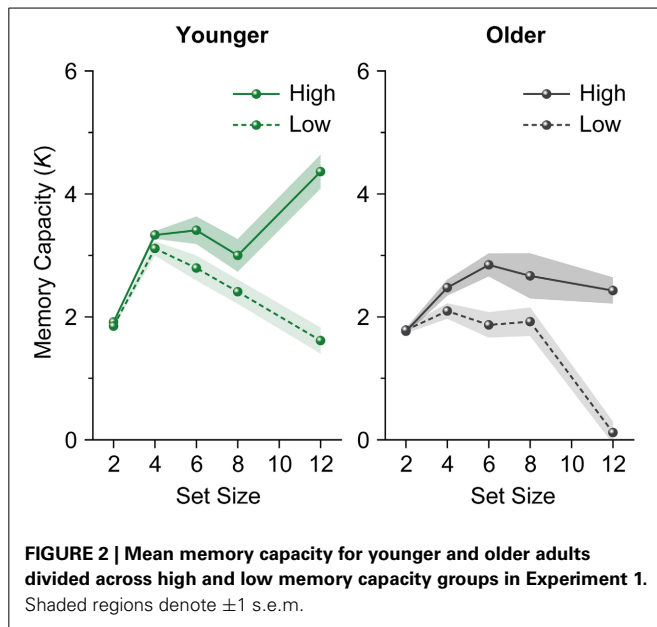 Younger
Older
6
4
2
0
High
Low
Memory Capacity (K)
2 4 6 8 10 12
Set Size
6
4
2
0
High
Low
2 4 6 8 10 12
Set Size
FIGURE 2 | Mean memory capacity for younger and older adults
divided across high and low memory capacity groups in Experiment 1.
Shaded regions denote ±1 s.e.m.